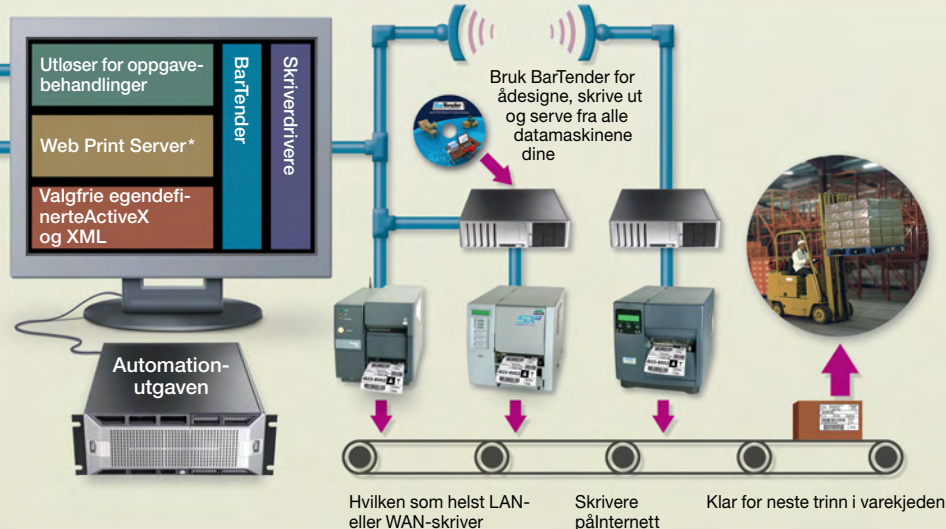 Utløser for oppgave-
behandlinger
Web Print Server*
Valgfrie egendefi-
nerteActiveX
og XML
BarTender
Skriverdrivere
Bruk BarTender for
ådesigne, skrive ut
og serve fra alle
datamaskinene
dine
BarTender
Automation-
utgaven
Hvilken som helst LAN-
eller WAN-skriver
Skrivere
påInternett
Klar for neste trinn i varekjeden